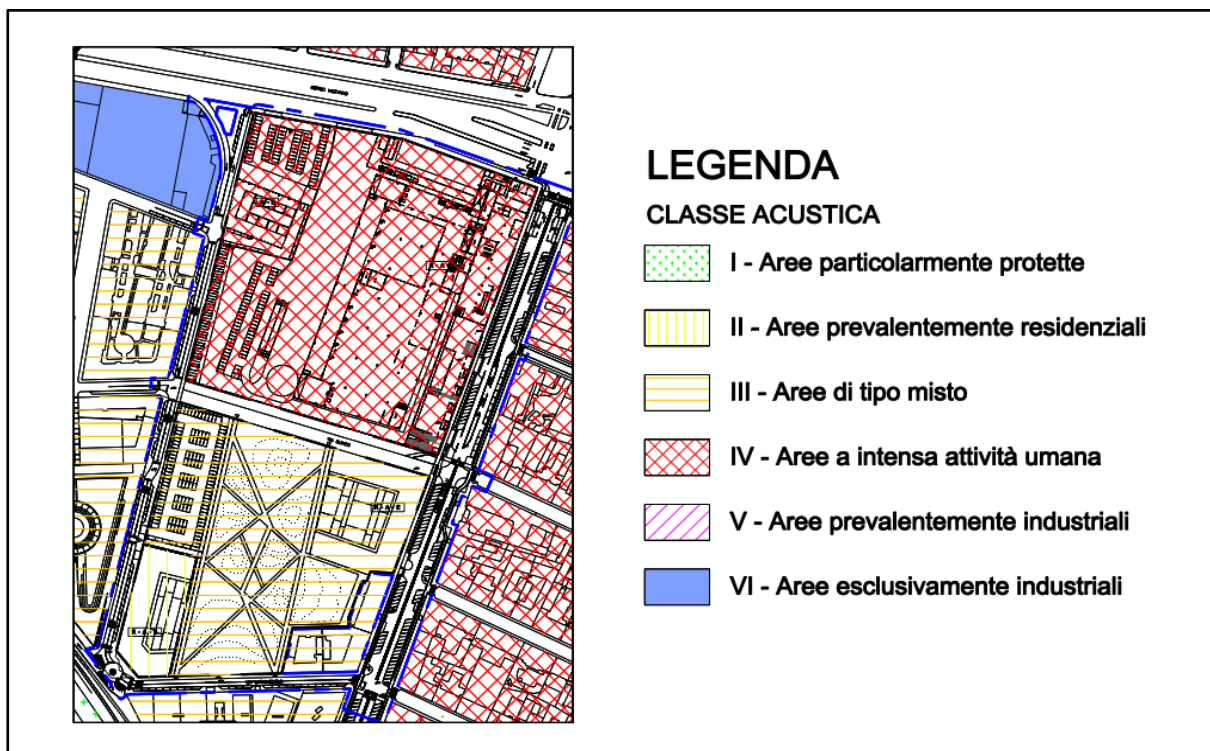 LEGENDA
CLASSE ACUSTICA
I - Aree particolarmente protette
II - Aree prevalentemente residenziali
III - Aree di tipo misto
IV - Aree a intensa attività umana
V - Aree prevalentemente industriali
VI - Aree esclusivamente industriali